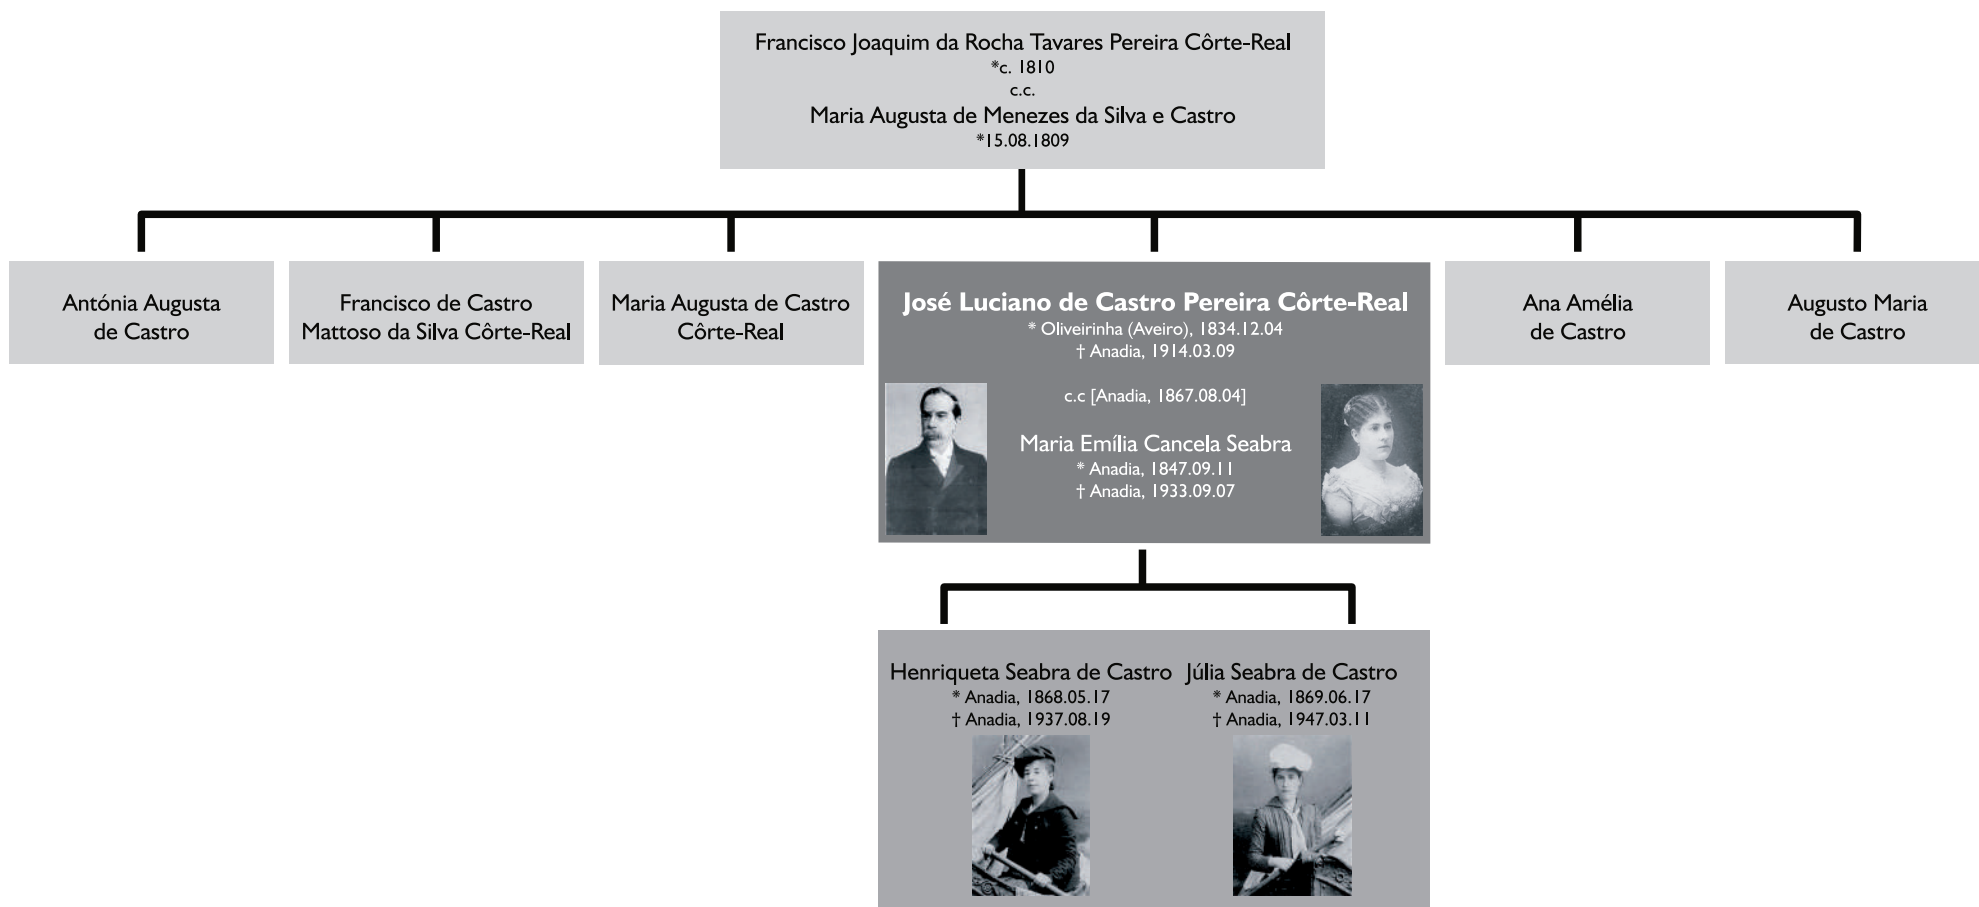 Francisco Joaquim da Rocha Tavares Pereira Côrte-Real
*c. 1810
c.c.
Maria Augusta de Menezes da Silva e Castro
*15.08.1809
Antónia Augusta
de Castro
Francisco de Castro
Mattoso da Silva Côrte-Real
Maria Augusta de Castro
Côrte-Real
José Luciano de Castro Pereira Côrte-Real
* Oliveirinha (Aveiro), 1834.12.04
† Anadia, 1914.03.09
c.c [Anadia, 1867.08.04]
Maria Emília Cancela Seabra
* Anadia, 1847.09.11
† Anadia, 1933.09.07
Ana Amélia
de Castro
Augusto Maria
de Castro
Henriqueta Seabra de Castro
* Anadia, 1868.05.17
† Anadia, 1937.08.19
Júlia Seabra de Castro
* Anadia, 1869.06.17
† Anadia, 1947.03.11